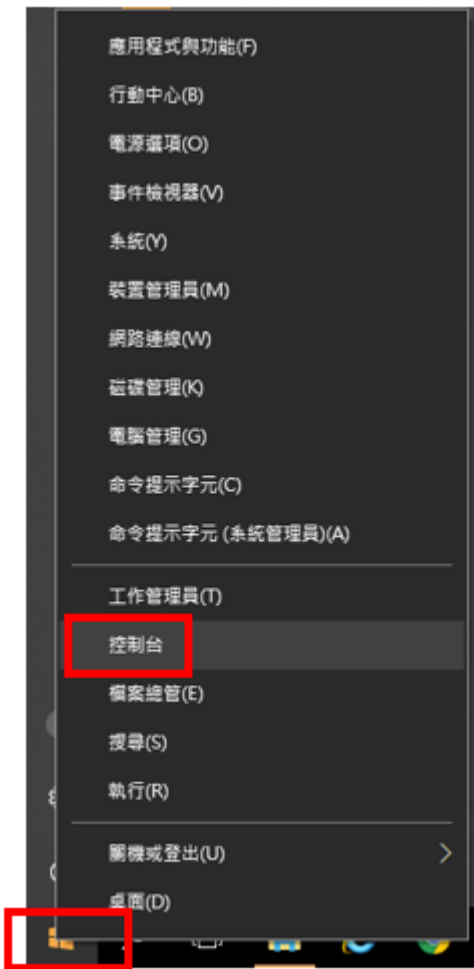 應用程式與功能(F)
行動中心(B)
電源選項(O)
事件檢視器(V)
系統(Y)
裝置管理員(M)
網路連線(W)
磁碟管理(K)
電腦管理(G)
命令提示字元(C)
命令提示字元 (系統管理員)(A)
工作管理員(T)
控制台
檔案總管(E)
搜尋(S)
執行(R)
關機或登出(U)
桌面(D)